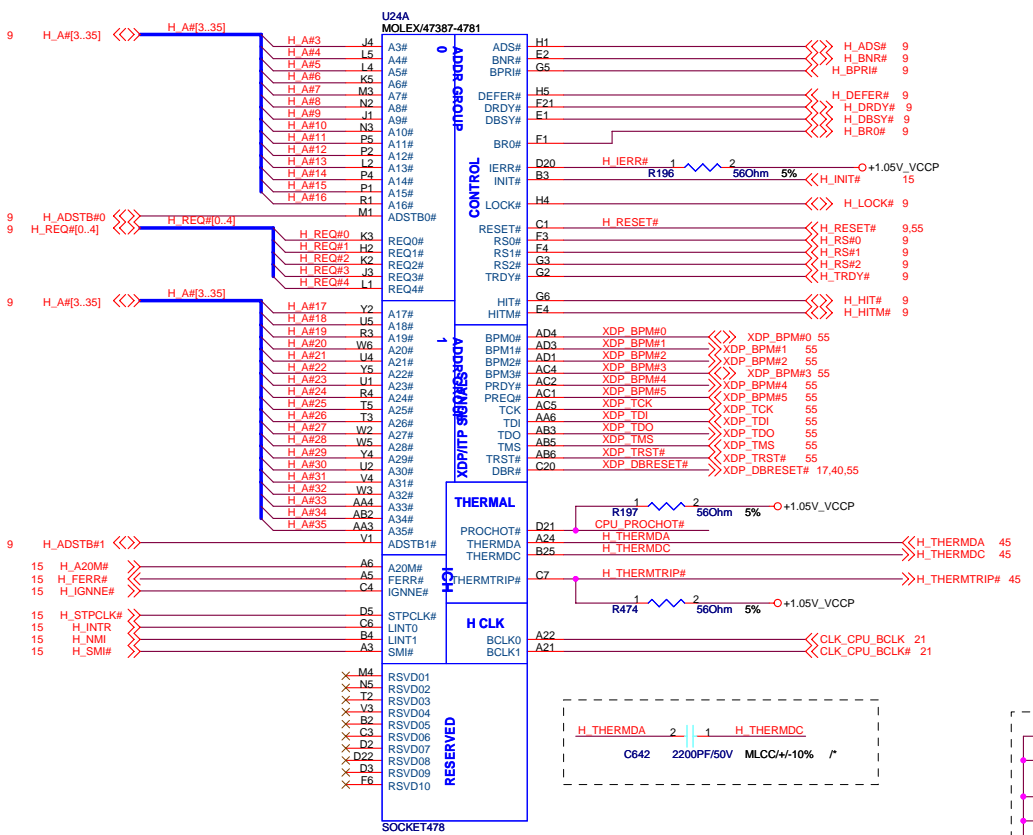 U24A
MOLEX/47387-4781
9 H_A#[3..35] H_A#[3..35]
H_A#3 J4 A3#
H_A#4 L5 A4#
H_A#5 L4 A5#
H_A#6 K5 A6#
H_A#7 M3 A7#
H_A#8 N2 A8#
H_A#9 J1 A9#
H_A#10 N3 A10#
H_A#11 P5 A11#
H_A#12 P2 A12#
H_A#13 L2 A13#
H_A#14 P4 A14#
H_A#15 P1 A15#
H_A#16 R1 A16#
9 H_ADSTB#0 M1 ADSTB0#
9 H_REQ#[0..4] H_REQ#[0..4]
H_REQ#0 K3 REQ0#
H_REQ#1 H2 REQ1#
H_REQ#2 K2 REQ2#
H_REQ#3 J3 REQ3#
H_REQ#4 L1 REQ4#
ADDR GROUP 0
9 H_A#[3..35] H_A#[3..35]
H_A#17 Y2 A17#
H_A#18 U5 A18#
H_A#19 R3 A19#
H_A#20 W6 A20#
H_A#21 U4 A21#
H_A#22 Y5 A22#
H_A#23 U1 A23#
H_A#24 R4 A24#
H_A#25 T5 A25#
H_A#26 T3 A26#
H_A#27 W2 A27#
H_A#28 W5 A28#
H_A#29 Y4 A29#
H_A#30 U2 A30#
H_A#31 V4 A31#
H_A#32 W3 A32#
H_A#33 AA4 A33#
H_A#34 AB2 A34#
H_A#35 AA3 A35#
9 H_ADSTB#1 V1 ADSTB1#
ADDR GROUP 1
15 H_A20M# A6 A20M#
15 H_FERR# A5 FERR#
15 H_IGNNE# C4 IGNNE#
15 H_STPCLK# D5 STPCLK#
15 H_INTR C6 LINT0
15 H_NMI B4 LINT1
15 H_SMI# A3 SMI#
ICH
M4 RSVD01
N5 RSVD02
T2 RSVD03
V3 RSVD04
B2 RSVD05
C3 RSVD06
D2 RSVD07
D22 RSVD08
D3 RSVD09
F6 RSVD10
RESERVED
SOCKET478
CONTROL
ADS# H1 H_ADS# 9
BNR# E2 H_BNR# 9
BPRI# G5 H_BPRI# 9
DEFER# H5 H_DEFER# 9
DRDY# F21 H_DRDY# 9
DBSY# E1 H_DBSY# 9
BR0# F1 H_BR0# 9
IERR# D20 H_IERR# 1 2 +1.05V_VCCP
R196 56Ohm 5%
INIT# B3 H_INIT# 15
LOCK# H4 H_LOCK# 9
RESET# C1 H_RESET# H_RESET# 9,55
RS0# F3 H_RS#0 9
RS1# F4 H_RS#1 9
RS2# G3 H_RS#2 9
TRDY# G2 H_TRDY# 9
HIT# G6 H_HIT# 9
HITM# E4 H_HITM# 9
XDP/ITP SIGNALS
BPM0# AD4 XDP_BPM#0 XDP_BPM#0 55
BPM1# AD3 XDP_BPM#1 XDP_BPM#1 55
BPM2# AD1 XDP_BPM#2 XDP_BPM#2 55
BPM3# AC4 XDP_BPM#3 XDP_BPM#3 55
PRDY# AC2 XDP_BPM#4 XDP_BPM#4 55
PREQ# AC1 XDP_BPM#5 XDP_BPM#5 55
TCK AC5 XDP_TCK XDP_TCK 55
TDI AA6 XDP_TDI XDP_TDI 55
TDO AB3 XDP_TDO XDP_TDO 55
TMS AB5 XDP_TMS XDP_TMS 55
TRST# AB6 XDP_TRST# XDP_TRST# 55
DBR# C20 XDP_DBRESET# XDP_DBRESET# 17,40,55
THERMAL
1 2 +1.05V_VCCP
R197 56Ohm 5%
PROCHOT# D21 CPU_PROCHOT#
THERMDA A24 H_THERMDA H_THERMDA 45
THERMDC B25 H_THERMDC H_THERMDC 45
THERMTRIP# C7 H_THERMTRIP# H_THERMTRIP# 45
1 2 +1.05V_VCCP
R474 56Ohm 5%
H CLK
BCLK0 A22 CLK_CPU_BCLK 21
BCLK1 A21 CLK_CPU_BCLK# 21
H_THERMDA 2 1 H_THERMDC
C642 2200PF/50V MLCC/+/-10% /*